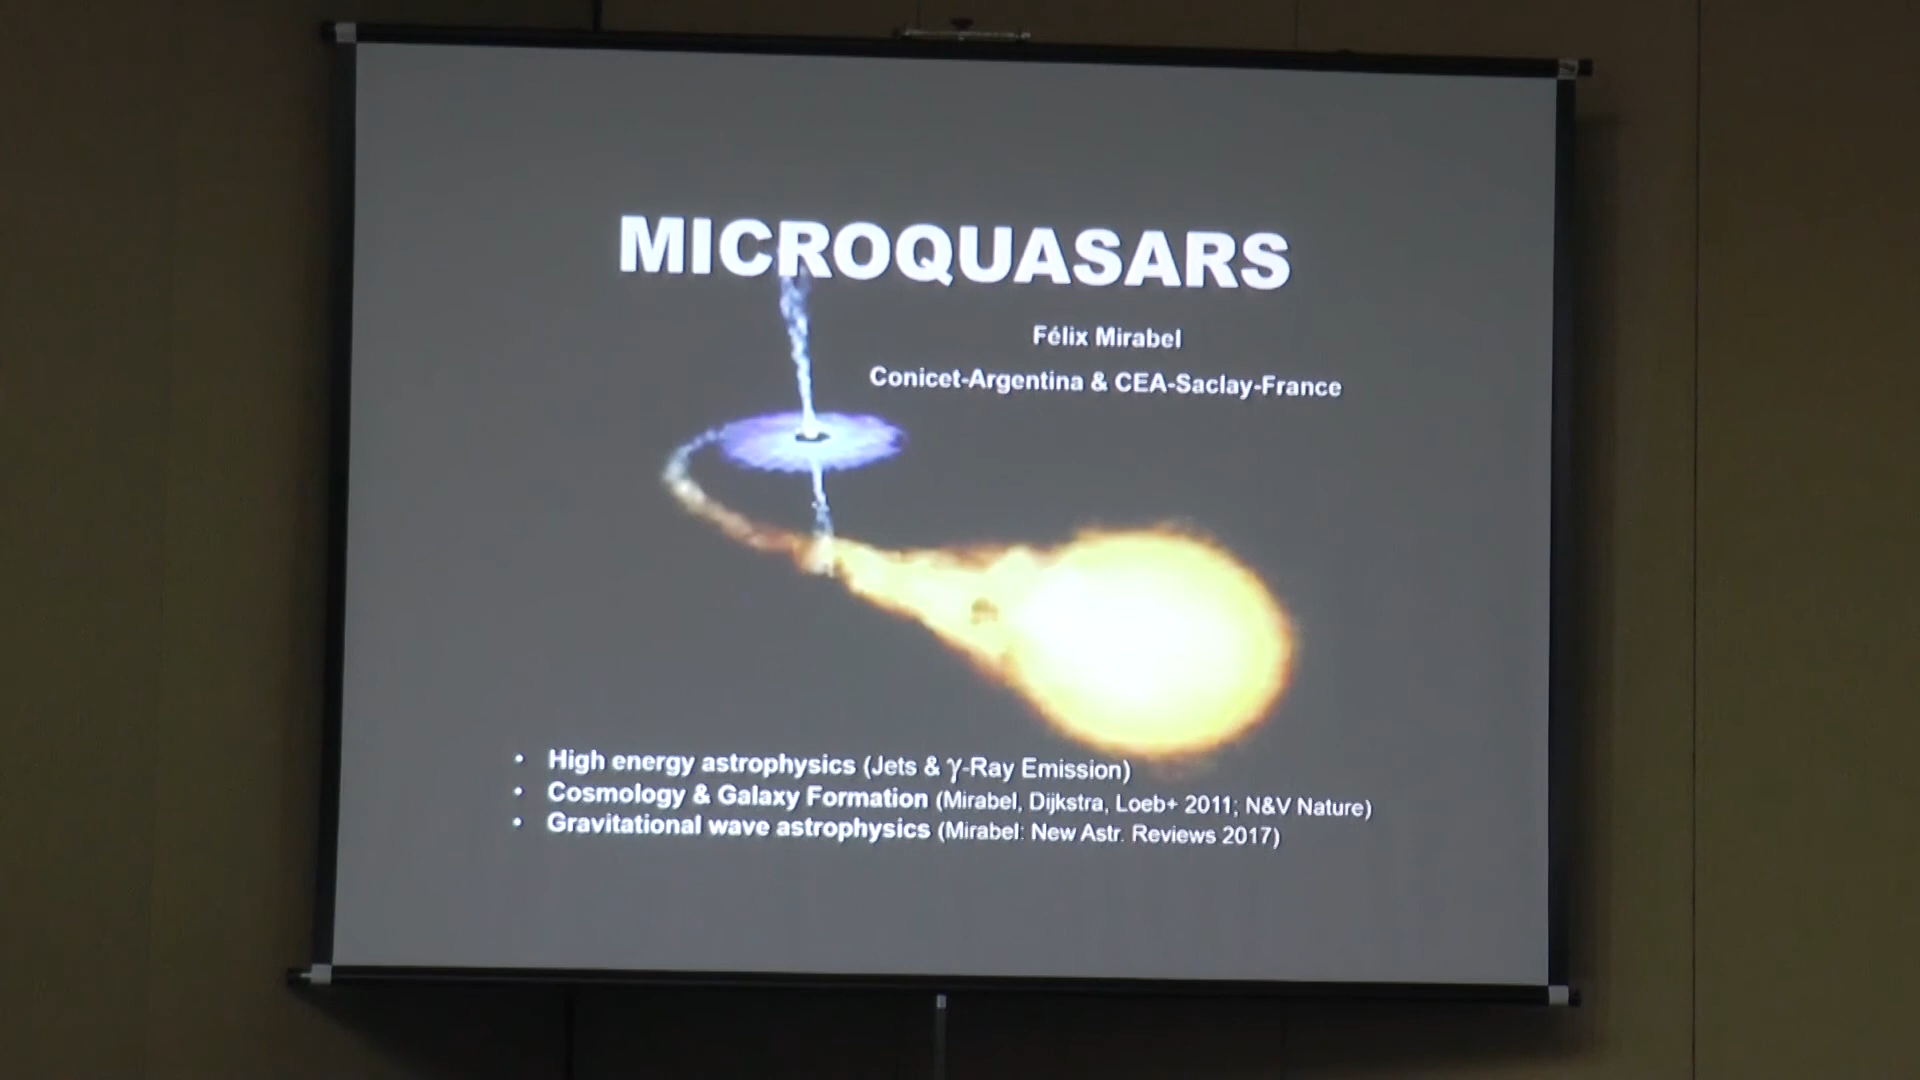 MICROQUASARS
Félix Mirabel
Conicet-Argentina & CEA-Saclay-France
• High energy astrophysics (Jets & γ-Ray Emission)
• Cosmology & Galaxy Formation (Mirabel, Dijkstra, Loeb+ 2011; N&V Nature)
• Gravitational wave astrophysics (Mirabel: New Astr. Reviews 2017)